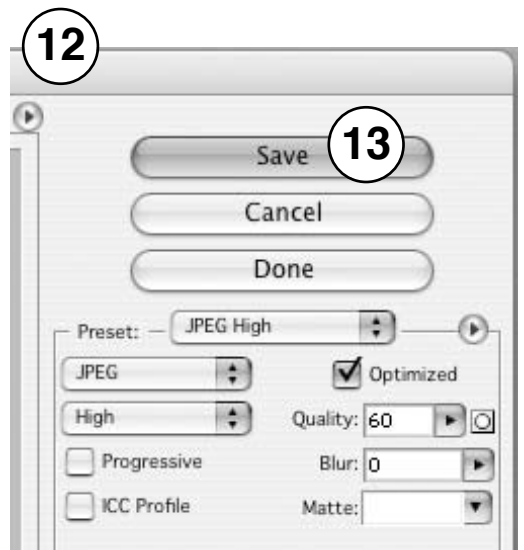 12
Save 13
Cancel
Done
Preset: JPEG High
JPEG Optimized
High Quality: 60
Progressive Blur: 0
ICC Profile Matte: